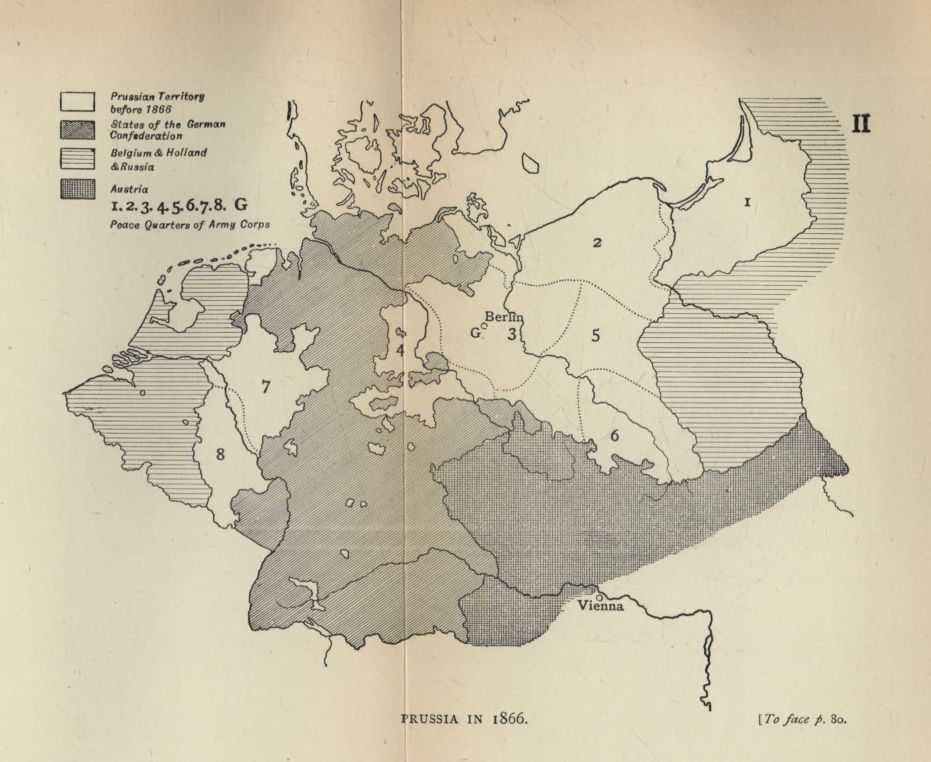 Prussian Territory
before 1866
States of the German
Confederation
Belgium & Holland
& Russia
Austria
1. 2. 3. 4. 5. 6. 7. 8. G
Peace Quarters of Army Corps
II
1
2
Berlin
G
3
5
4
7
6
8
Vienna
PRUSSIA IN 1866.
[To face p. 80.